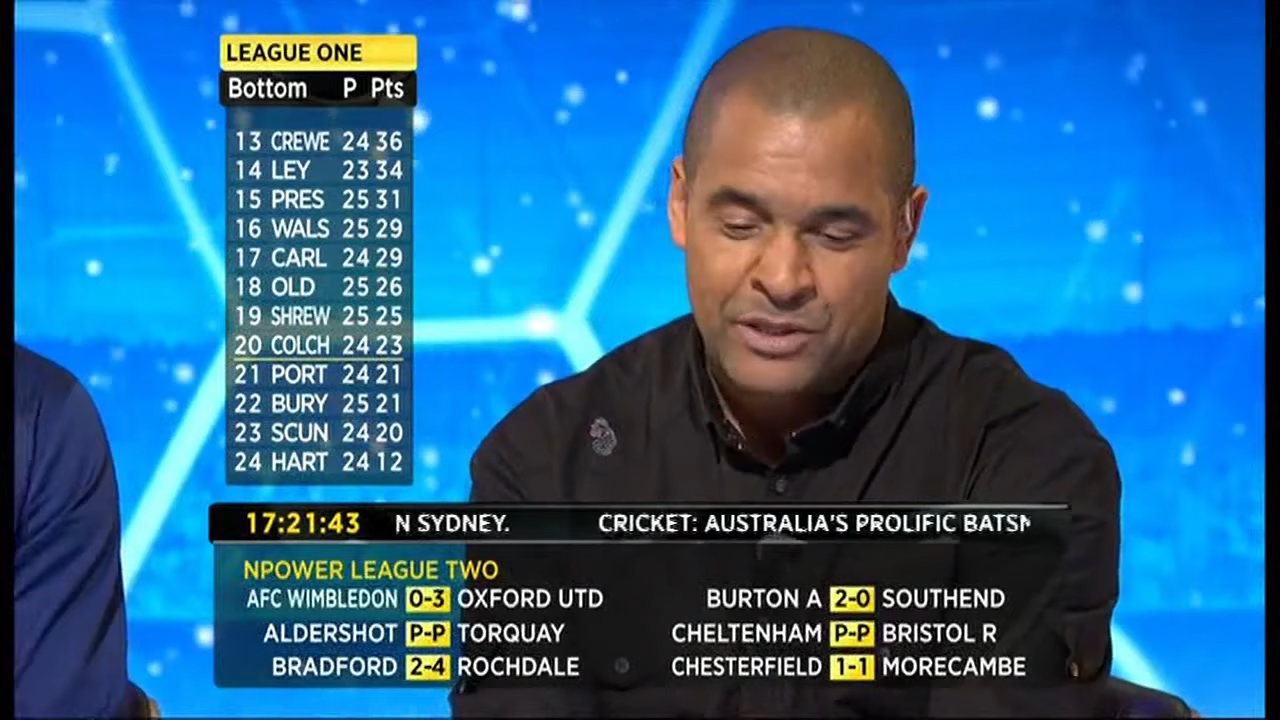 LEAGUE ONE
Bottom P Pts
13 CREWE 24 36
14 LEY 23 34
15 PRES 25 31
16 WALS 25 29
17 CARL 24 29
18 OLD 25 26
19 SHREW 25 25
20 COLCH 24 23
21 PORT 24 21
22 BURY 25 21
23 SCUN 24 20
24 HART 24 12
17:21:43 N SYDNEY. CRICKET: AUSTRALIA'S PROLIFIC BATSM
NPOWER LEAGUE TWO
AFC WIMBLEDON 0-3 OXFORD UTD BURTON A 2-0 SOUTHEND
ALDERSHOT P-P TORQUAY CHELTENHAM P-P BRISTOL R
BRADFORD 2-4 ROCHDALE CHESTERFIELD 1-1 MORECAMBE